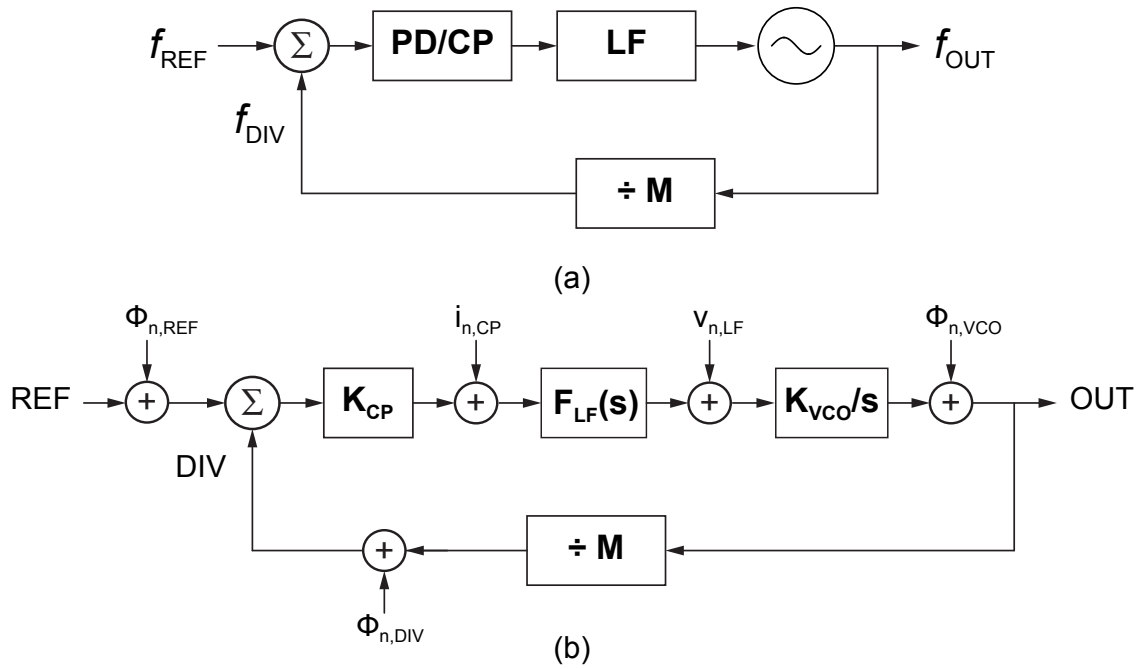 f_REF Σ PD/CP LF f_OUT
f_DIV
÷ M
(a)
Φ_n,REF i_n,CP v_n,LF Φ_n,VCO
REF + Σ K_CP + F_LF(s) + K_VCO/s + OUT
DIV
+ ÷ M
Φ_n,DIV
(b)